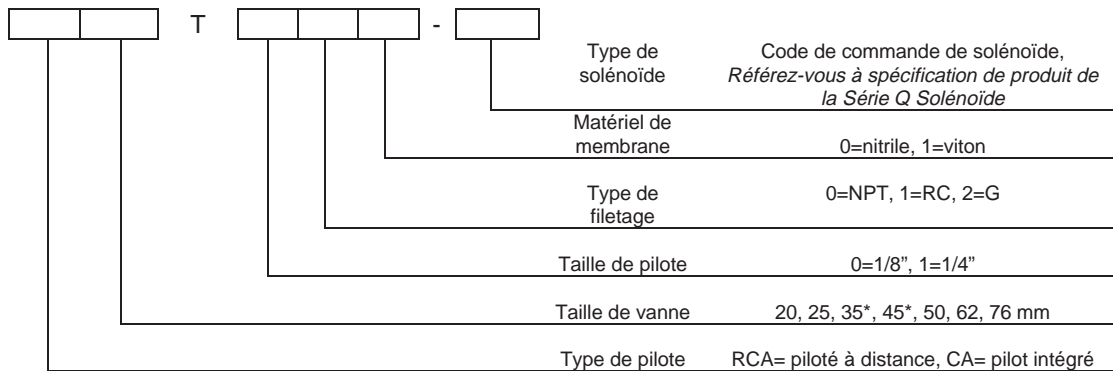 T -
Type de Code de commande de solénoïde,
solénoïde Référez-vous à spécification de produit de
la Série Q Solénoïde
Matériel de
membrane 0=nitrile, 1=viton
Type de 0=NPT, 1=RC, 2=G
filetage
Taille de pilote 0=1/8”, 1=1/4”
Taille de vanne 20, 25, 35*, 45*, 50, 62, 76 mm
Type de pilote RCA= piloté à distance, CA= pilot intégré